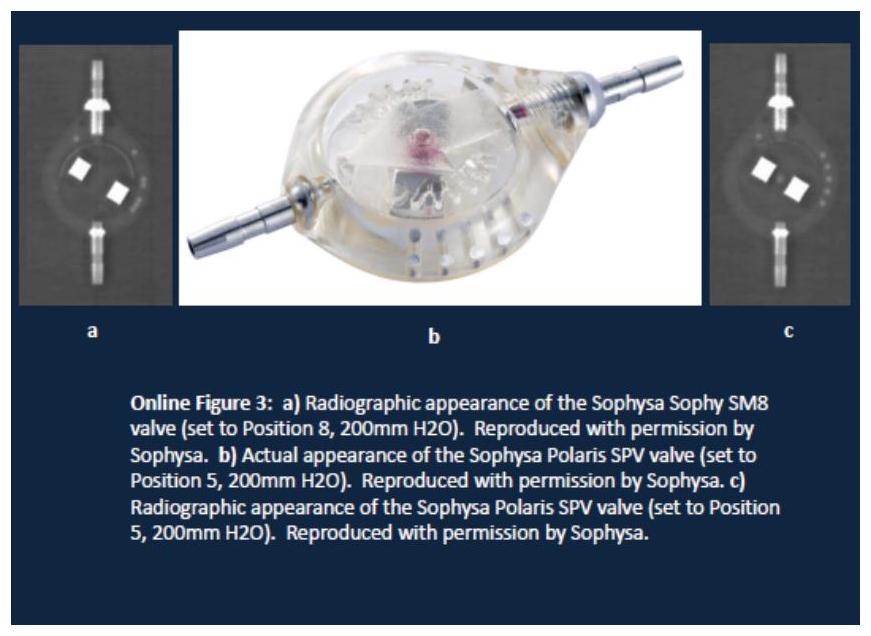 a
b
c
Online Figure 3: a) Radiographic appearance of the Sophysa Sophy SM8
valve (set to Position 8, 200mm H2O). Reproduced with permission by
Sophysa. b) Actual appearance of the Sophysa Polaris SPV valve (set to
Position 5, 200mm H2O). Reproduced with permission by Sophysa. c)
Radiographic appearance of the Sophysa Polaris SPV valve (set to Position
5, 200mm H2O). Reproduced with permission by Sophysa.